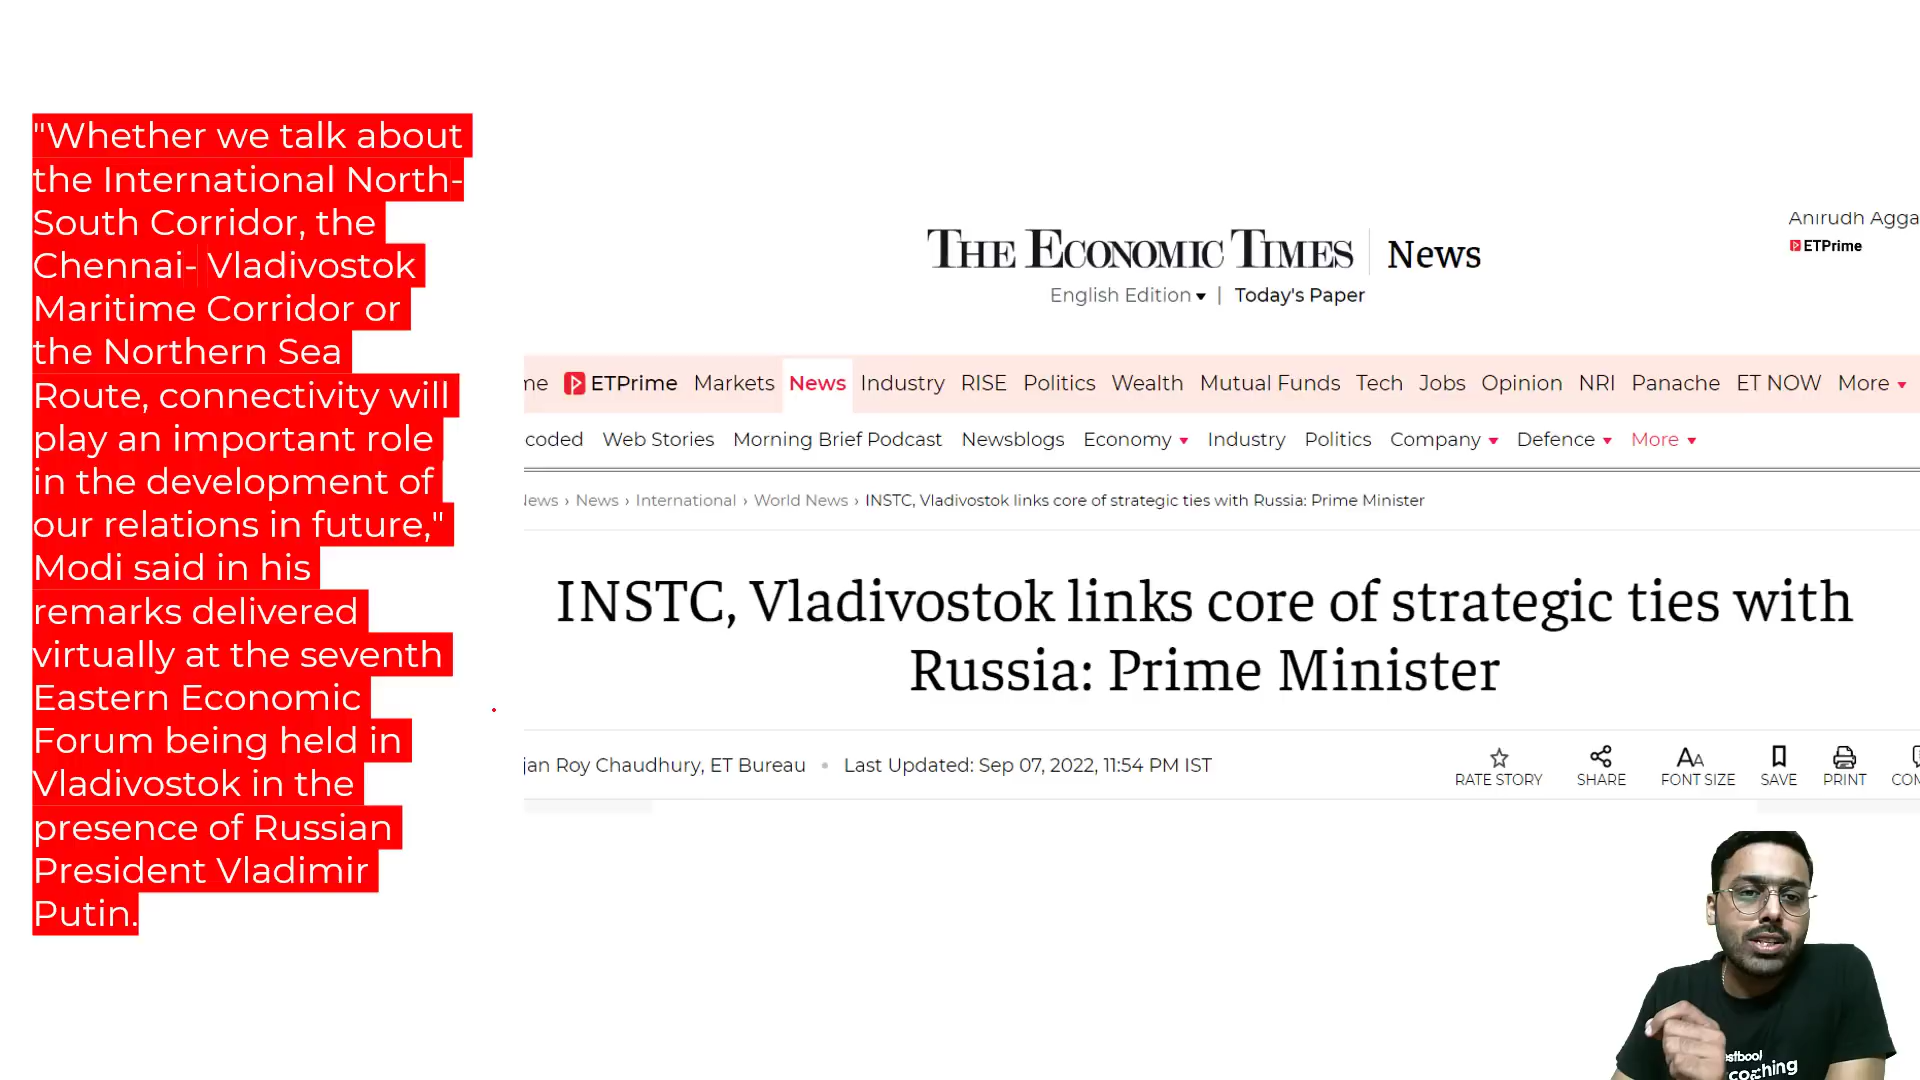 "Whether we talk about
the International North-
South Corridor, the
Chennai- Vladivostok
Maritime Corridor or
the Northern Sea
Route, connectivity will
play an important role
in the development of
our relations in future,"
Modi said in his
remarks delivered
virtually at the seventh
Eastern Economic
Forum being held in
Vladivostok in the
presence of Russian
President Vladimir
Putin.
Anirudh Agga
ETPrime
THE ECONOMIC TIMES News
English Edition | Today's Paper
me ETPrime Markets News Industry RISE Politics Wealth Mutual Funds Tech Jobs Opinion NRI Panache ET NOW More
coded Web Stories Morning Brief Podcast Newsblogs Economy Industry Politics Company Defence More
News › News › International › World News › INSTC, Vladivostok links core of strategic ties with Russia: Prime Minister
INSTC, Vladivostok links core of strategic ties with
Russia: Prime Minister
jan Roy Chaudhury, ET Bureau • Last Updated: Sep 07, 2022, 11:54 PM IST
RATE STORY SHARE FONT SIZE SAVE PRINT COM
estbool
coaching